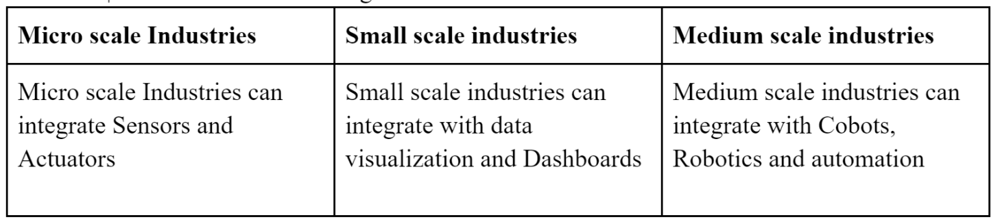 Micro scale Industries
Small scale industries
Medium scale industries
Micro scale Industries can
integrate Sensors and
Actuators
Small scale industries can
integrate with data
visualization and Dashboards
Medium scale industries can
integrate with Cobots,
Robotics and automation